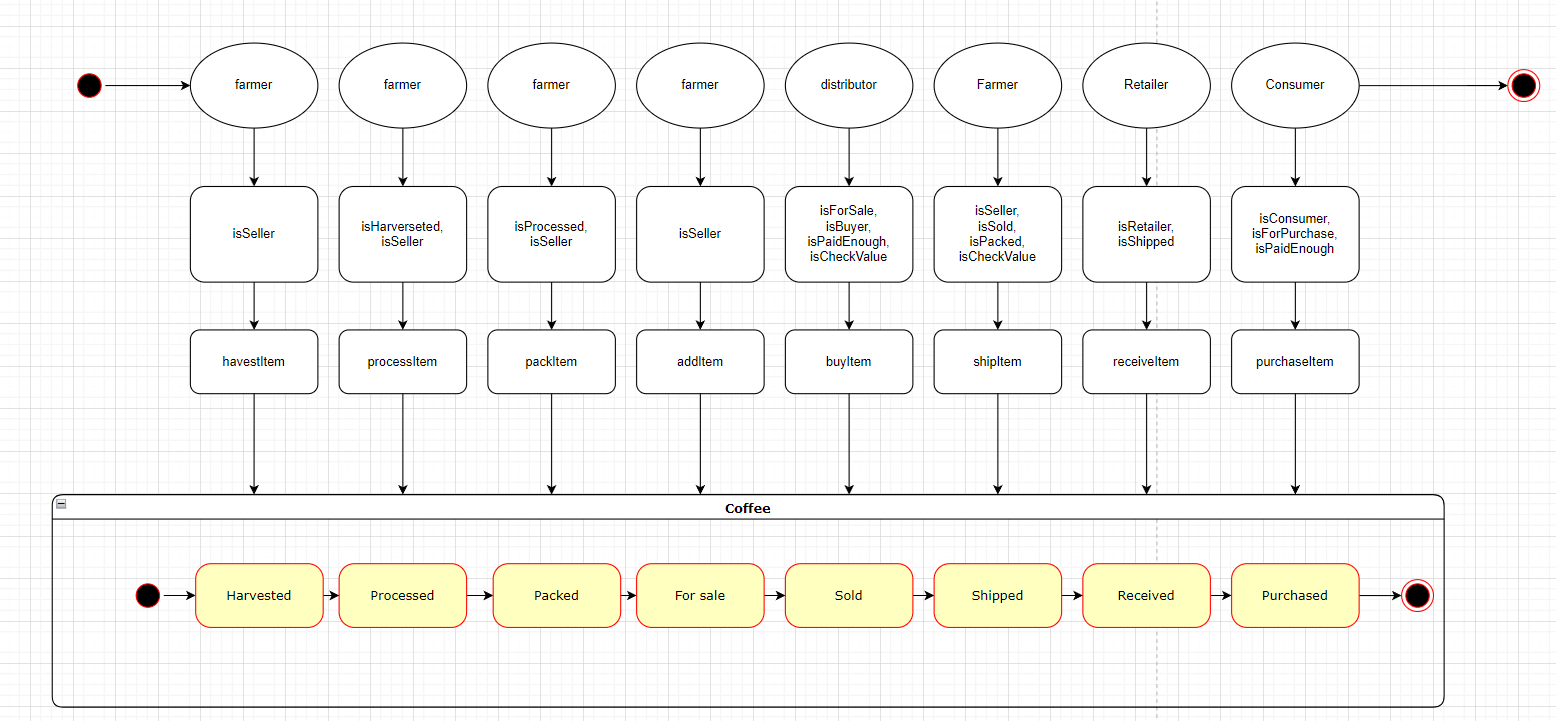 farmer
farmer
farmer
farmer
distributor
Farmer
Retailer
Consumer
isSeller
isHarverseted,
isSeller
isProcessed,
isSeller
isSeller
isForSale,
isBuyer,
isPaidEnough,
isCheckValue
isSeller,
isSold,
isPacked,
isCheckValue
isRetailer,
isShipped
isConsumer,
isForPurchase,
isPaidEnough
havestItem
processItem
packItem
addItem
buyItem
shipItem
receiveItem
purchaseItem
Coffee
Harvested
Processed
Packed
For sale
Sold
Shipped
Received
Purchased